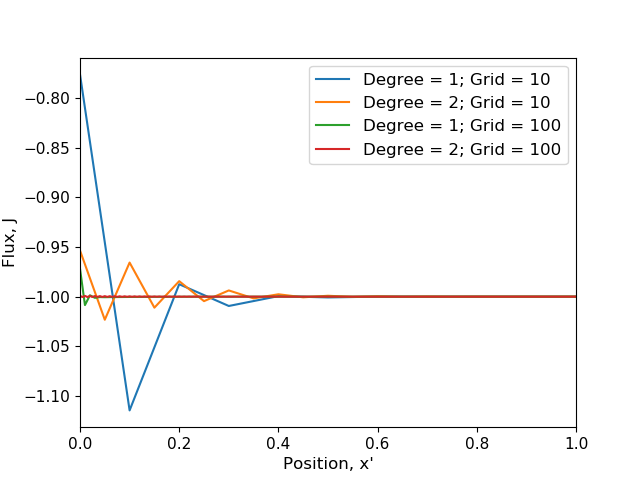 Degree = 1; Grid = 10
Degree = 2; Grid = 10
Degree = 1; Grid = 100
Degree = 2; Grid = 100
−0.80
−0.85
−0.90
−0.95
−1.00
−1.05
−1.10
Flux, J
0.0 0.2 0.4 0.6 0.8 1.0
Position, x'